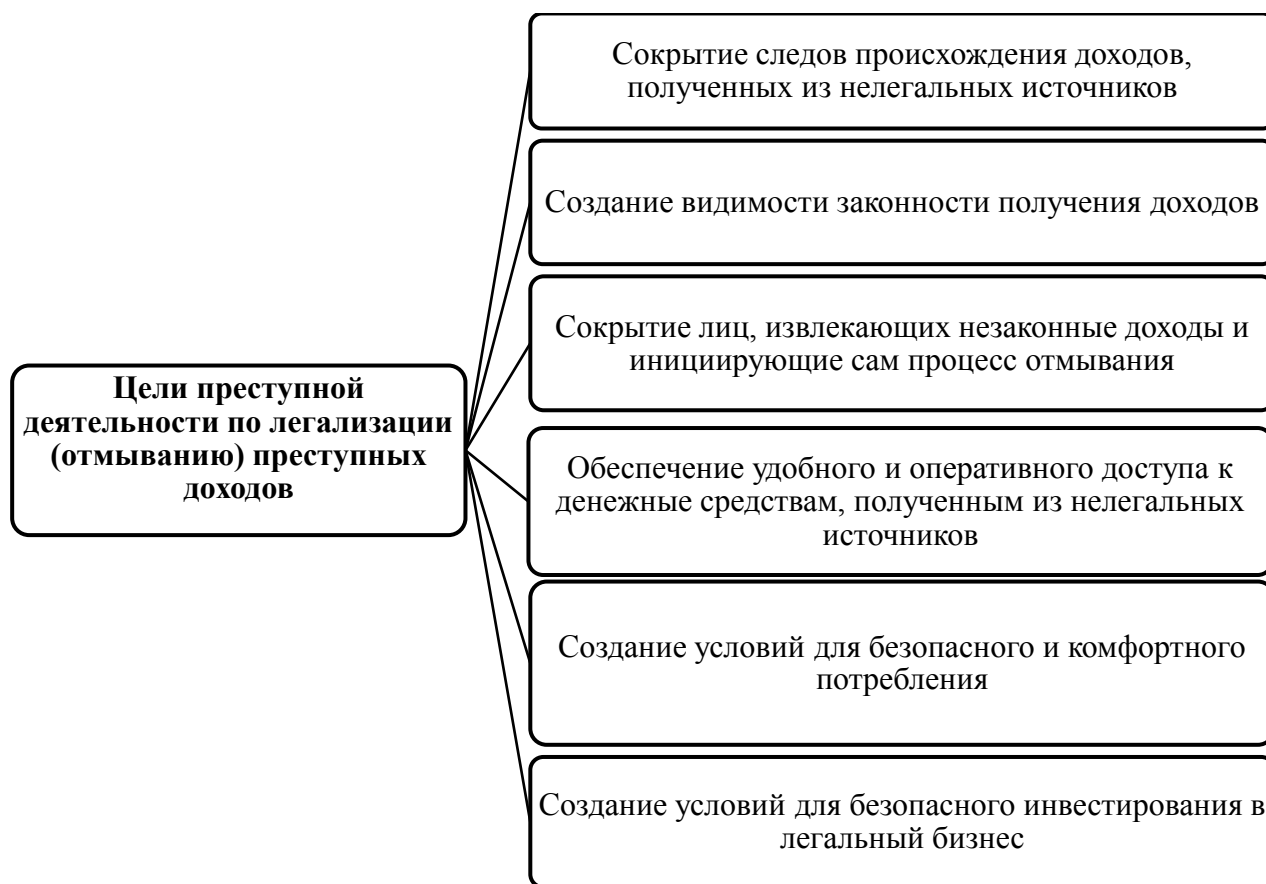 Сокрытие следов происхождения доходов,
полученных из нелегальных источников
Создание видимости законности получения доходов
Сокрытие лиц, извлекающих незаконные доходы и
инициирующие сам процесс отмывания
Цели преступной
деятельности по легализации
(отмыванию) преступных
доходов
Обеспечение удобного и оперативного доступа к
денежные средствам, полученным из нелегальных
источников
Создание условий для безопасного и комфортного
потребления
Создание условий для безопасного инвестирования в
легальный бизнес